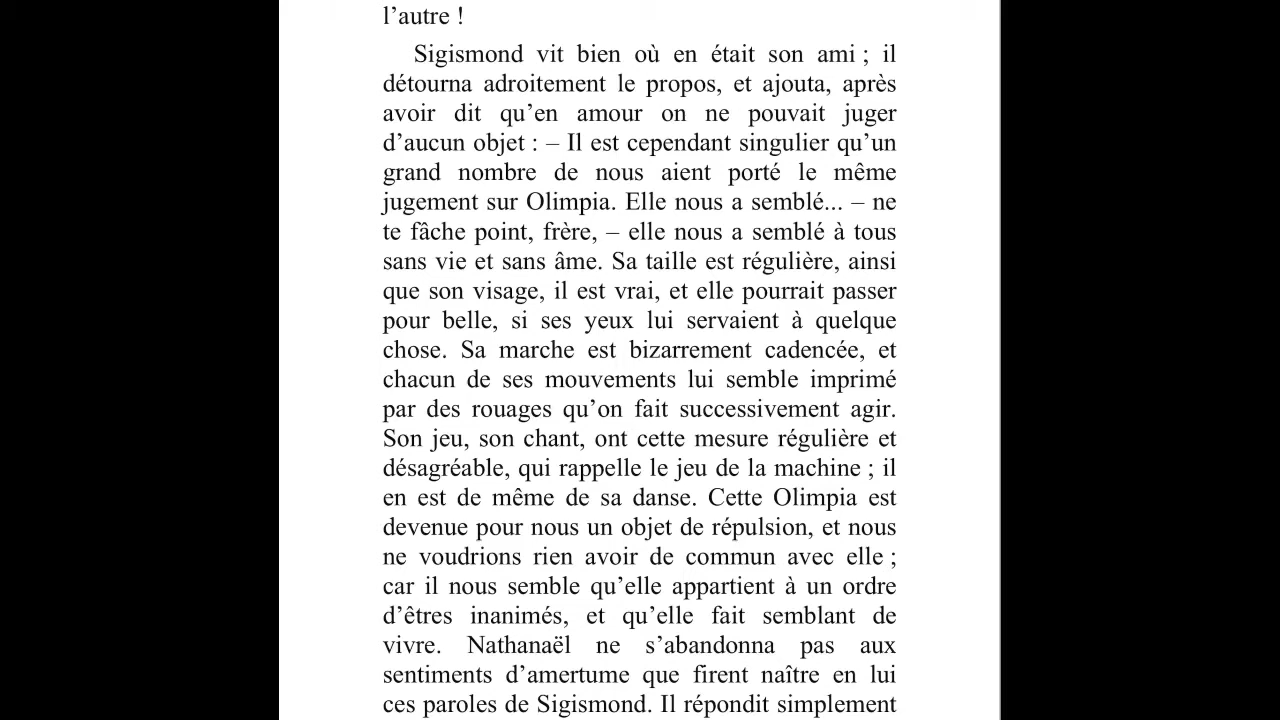 l’autre !
Sigismond vit bien où en était son ami ; il
détourna adroitement le propos, et ajouta, après
avoir dit qu’en amour on ne pouvait juger
d’aucun objet : – Il est cependant singulier qu’un
grand nombre de nous aient porté le même
jugement sur Olimpia. Elle nous a semblé... – ne
te fâche point, frère, – elle nous a semblé à tous
sans vie et sans âme. Sa taille est régulière, ainsi
que son visage, il est vrai, et elle pourrait passer
pour belle, si ses yeux lui servaient à quelque
chose. Sa marche est bizarrement cadencée, et
chacun de ses mouvements lui semble imprimé
par des rouages qu’on fait successivement agir.
Son jeu, son chant, ont cette mesure régulière et
désagréable, qui rappelle le jeu de la machine ; il
en est de même de sa danse. Cette Olimpia est
devenue pour nous un objet de répulsion, et nous
ne voudrions rien avoir de commun avec elle ;
car il nous semble qu’elle appartient à un ordre
d’êtres inanimés, et qu’elle fait semblant de
vivre. Nathanaël ne s’abandonna pas aux
sentiments d’amertume que firent naître en lui
ces paroles de Sigismond. Il répondit simplement